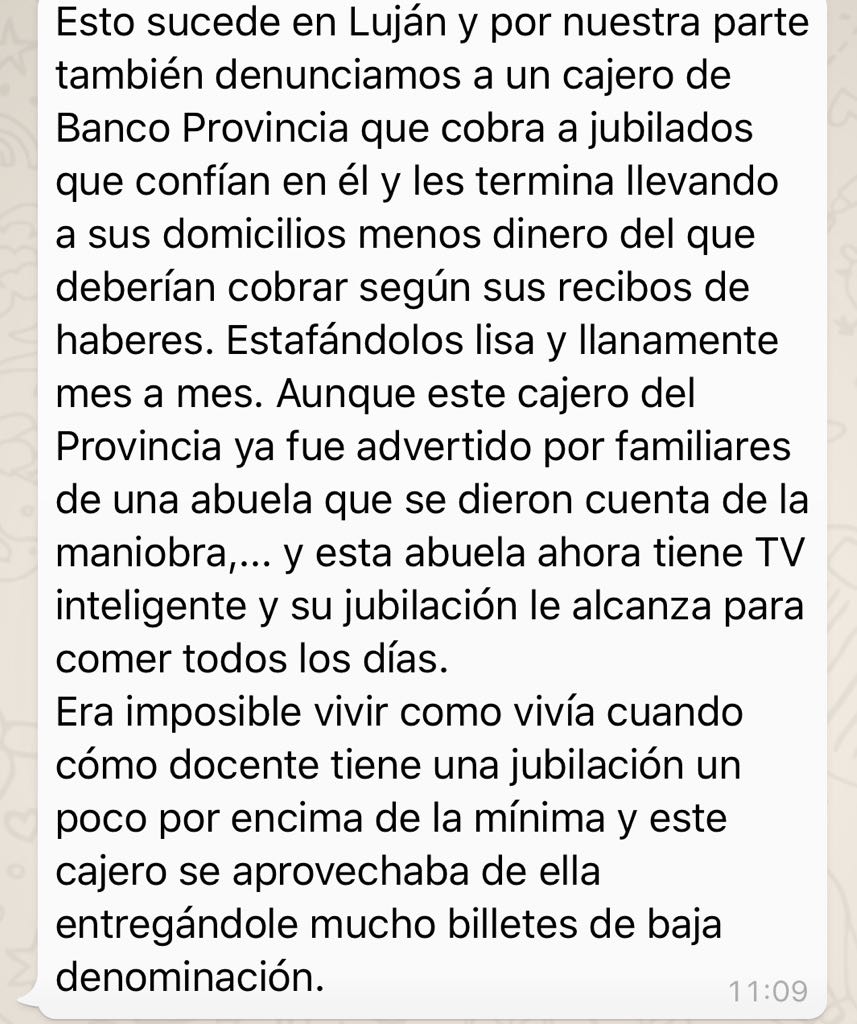 Esto sucede en Luján y por nuestra parte
también denunciamos a un cajero de
Banco Provincia que cobra a jubilados
que confían en él y les termina llevando
a sus domicilios menos dinero del que
deberían cobrar según sus recibos de
haberes. Estafándolos lisa y llanamente
mes a mes. Aunque este cajero del
Provincia ya fue advertido por familiares
de una abuela que se dieron cuenta de la
maniobra,... y esta abuela ahora tiene TV
inteligente y su jubilación le alcanza para
comer todos los días.
Era imposible vivir como vivía cuando
cómo docente tiene una jubilación un
poco por encima de la mínima y este
cajero se aprovechaba de ella
entregándole mucho billetes de baja
denominación.
11:09